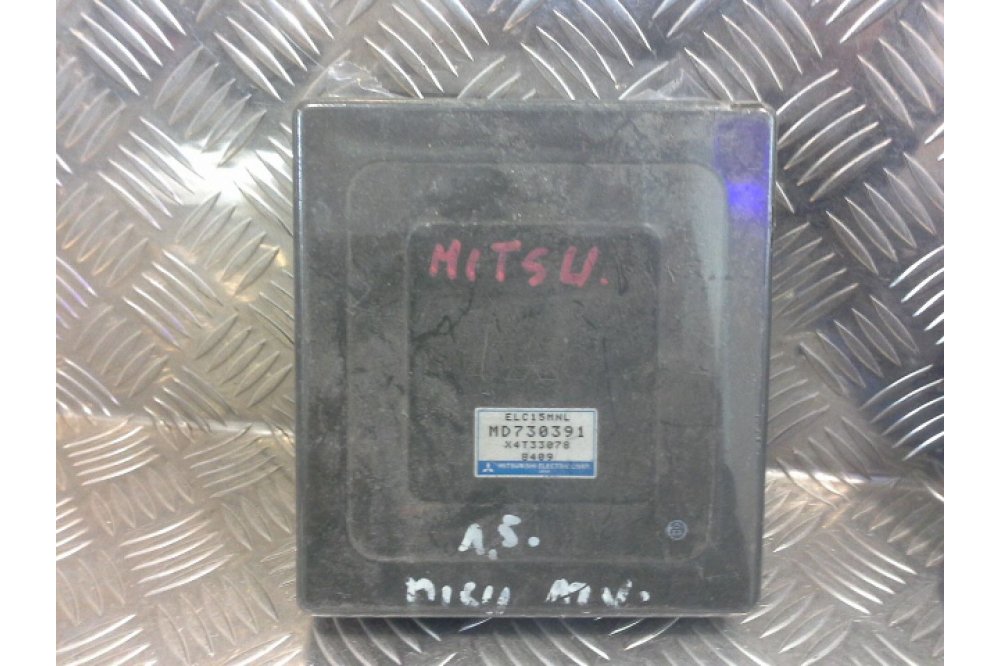 MITSU.
ELC15MNL
MD730391
X4T33078
8409
MITSUBISHI ELECTRIC CORP.
1,5.